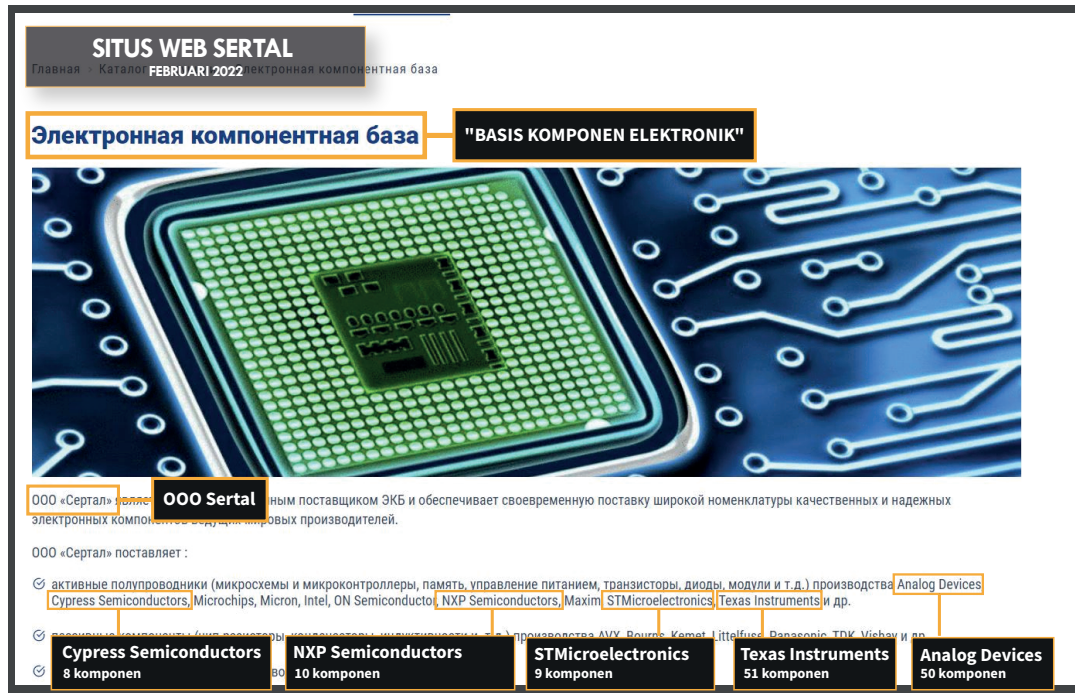 SITUS WEB SERTAL
FEBRUARI 2022
Главная » Каталог электронная компонентная база
Электронная компонентная база
"BASIS KOMPONEN ELEKTRONIK"
ООО «Сертал»
OOO Sertal
поставщиком ЭКБ и обеспечивает своевременную поставку широкой номенклатуры качественных и надежных
электронных компонентов ведущих мировых производителей.
ООО «Сертал» поставляет :
активные полупроводники (микросхемы и микроконтроллеры, память, управление питанием, транзисторы, диоды, модули и т.д.) производства Analog Devices
Cypress Semiconductors, Microchips, Micron, Intel, ON Semiconductor, NXP Semiconductors, Maxim STMicroelectronics, Texas Instruments и др.
пассивные компоненты (чип-резисторы, конденсаторы, индуктивности и т.д.) производства AVX, Bourns, Kemet, Littelfuse, Panasonic, TDK, Vishay и др
Cypress Semiconductors
8 komponen
NXP Semiconductors
10 komponen
STMicroelectronics
9 komponen
Texas Instruments
51 komponen
Analog Devices
50 komponen